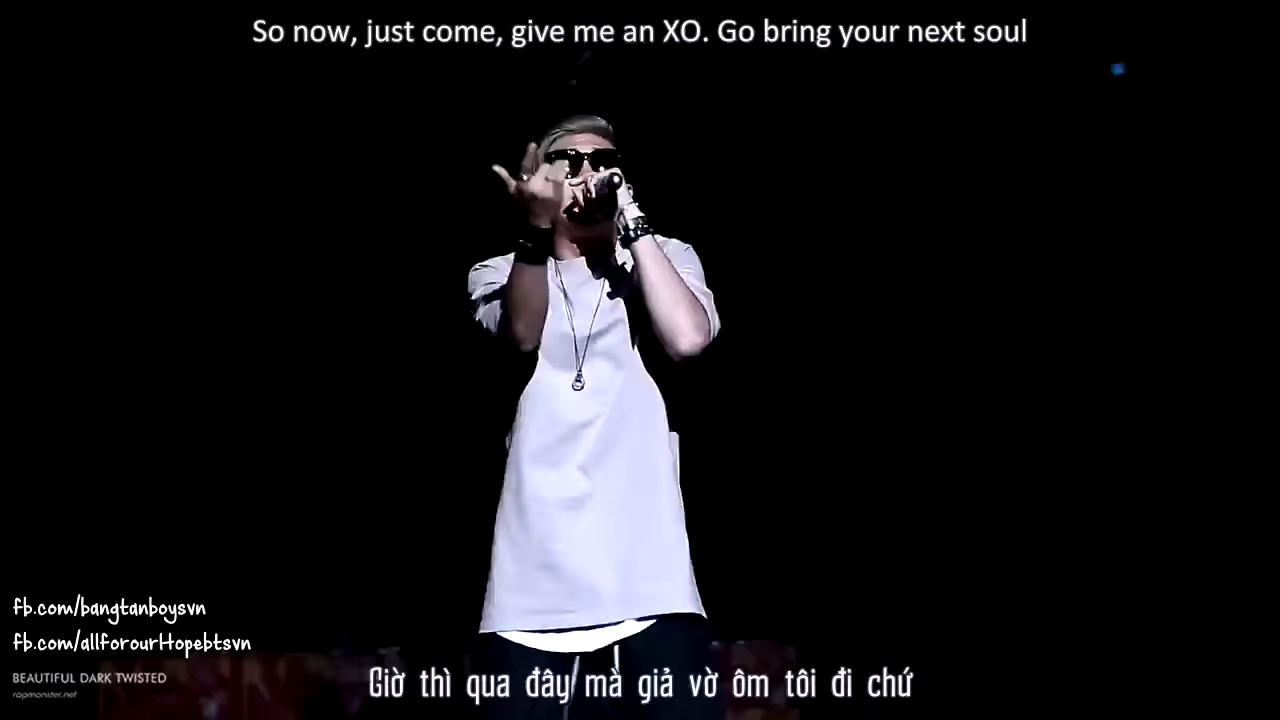 So now, just come, give me an XO. Go bring your next soul
fb.com/bangtanboysvn
fb.com/allforourHopebtsvn
BEAUTIFUL DARK TWISTED
rapmonster.net
Giờ thì qua đây mà giả vờ ôm tôi đi chứ